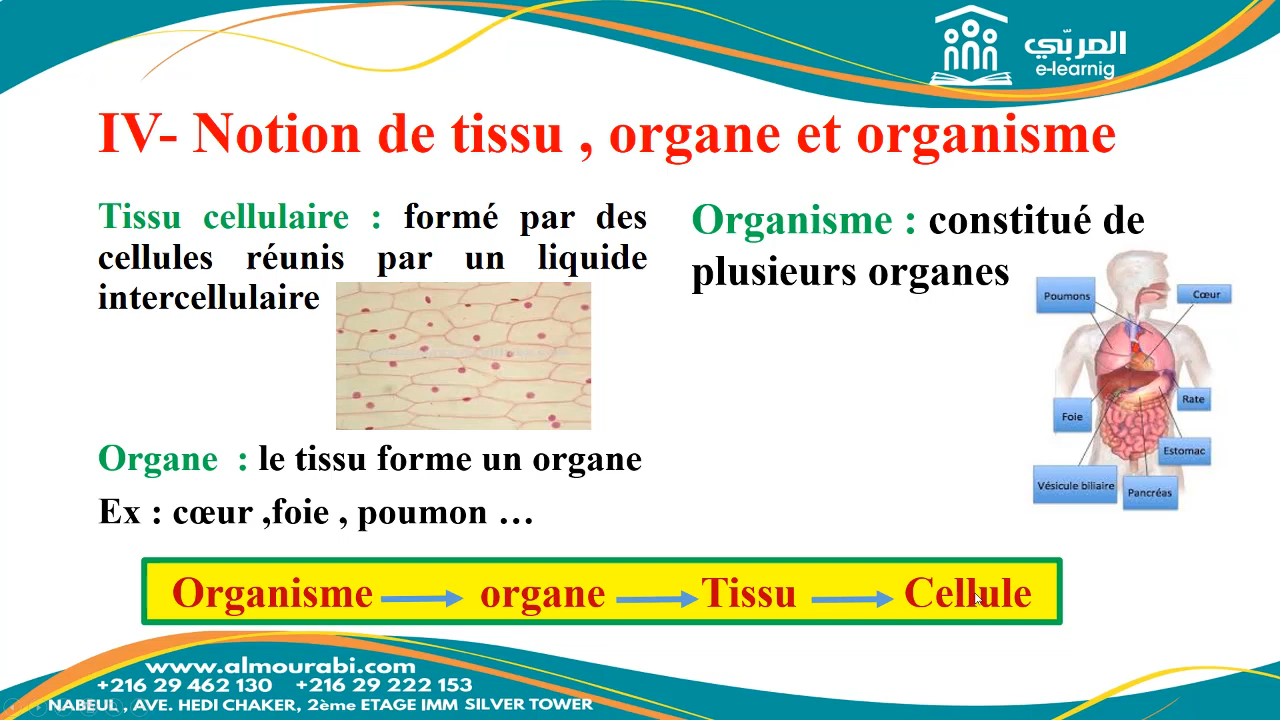 المربّي
e-learnig
IV- Notion de tissu , organe et organisme
Tissu cellulaire : formé par des
cellules réunis par un liquide
intercellulaire
Organe : le tissu forme un organe
Ex : cœur ,foie , poumon …
Organisme : constitué de
plusieurs organes
Poumons
Cœur
Foie
Rate
Estomac
Vésicule biliaire
Pancréas
Organisme organe Tissu Cellule
www.almourabi.com
+216 29 462 130 +216 29 222 153
NABEUL , AVE. HEDI CHAKER, 2ème ETAGE IMM SILVER TOWER